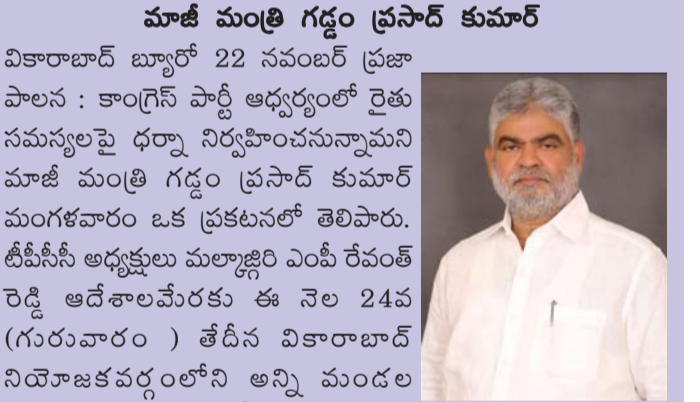 మాజీ మంత్రి గడ్డం ప్రసాద్ కుమార్
వికారాబాద్ బ్యూరో 22 నవంబర్ ప్రజా
పాలన : కాంగ్రెస్ పార్టీ ఆధ్వర్యంలో రైతు
సమస్యలపై ధర్నా నిర్వహించనున్నామని
మాజీ మంత్రి గడ్డం ప్రసాద్ కుమార్
మంగళవారం ఒక ప్రకటనలో తెలిపారు.
టీపీసీసీ అధ్యక్షులు మల్కాజ్గిరి ఎంపీ రేవంత్
రెడ్డి ఆదేశాలమేరకు ఈ నెల 24వ
(గురువారం ) తేదీన వికారాబాద్
నియోజకవర్గంలోని అన్ని మండల